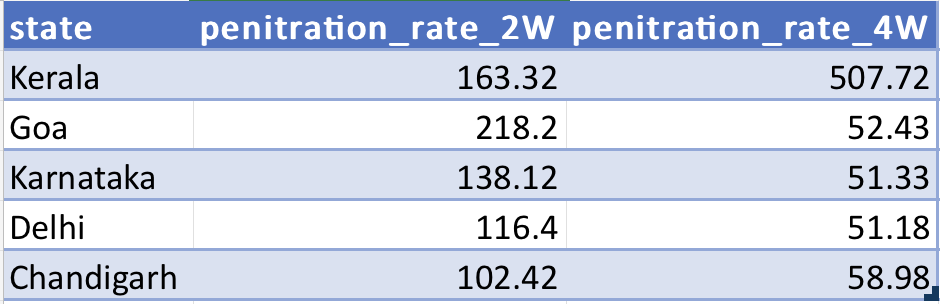 state penitration_rate_2W penitration_rate_4W
Kerala 163.32 507.72
Goa 218.2 52.43
Karnataka 138.12 51.33
Delhi 116.4 51.18
Chandigarh 102.42 58.98